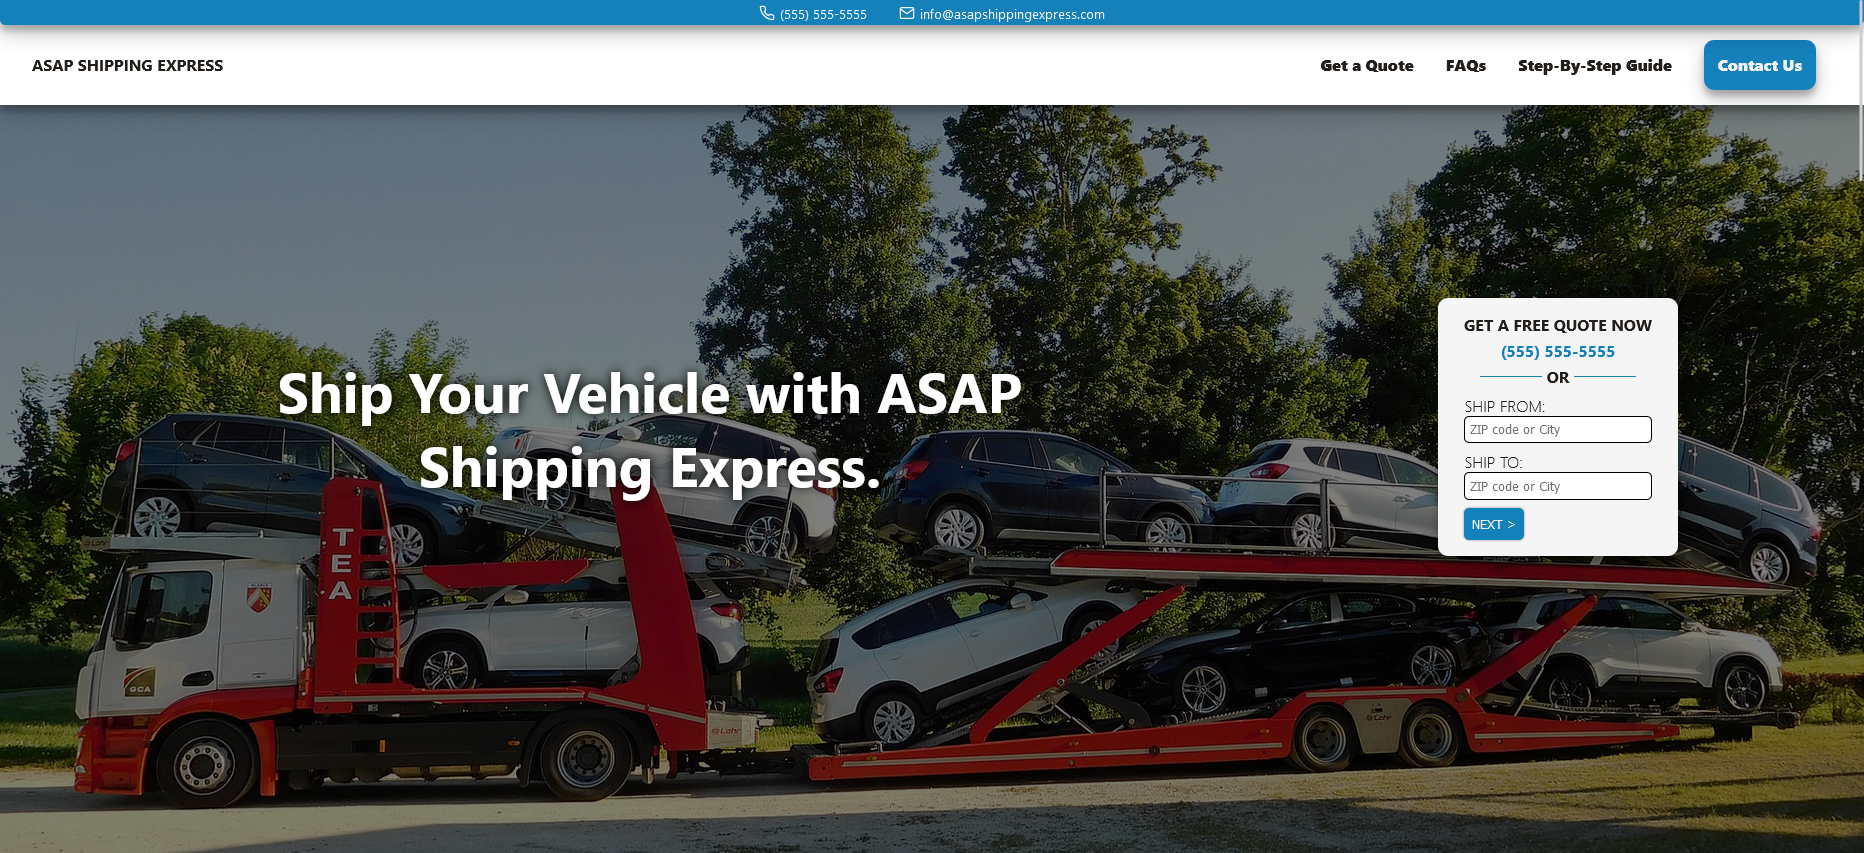 (555) 555-5555 info@asapshippingexpress.com
ASAP SHIPPING EXPRESS Get a Quote FAQs Step-By-Step Guide Contact Us
Ship Your Vehicle with ASAP
Shipping Express.
GET A FREE QUOTE NOW
(555) 555-5555
OR
SHIP FROM:
ZIP code or City
SHIP TO:
ZIP code or City
NEXT >
TEA
GCA
Lohr
Lohr